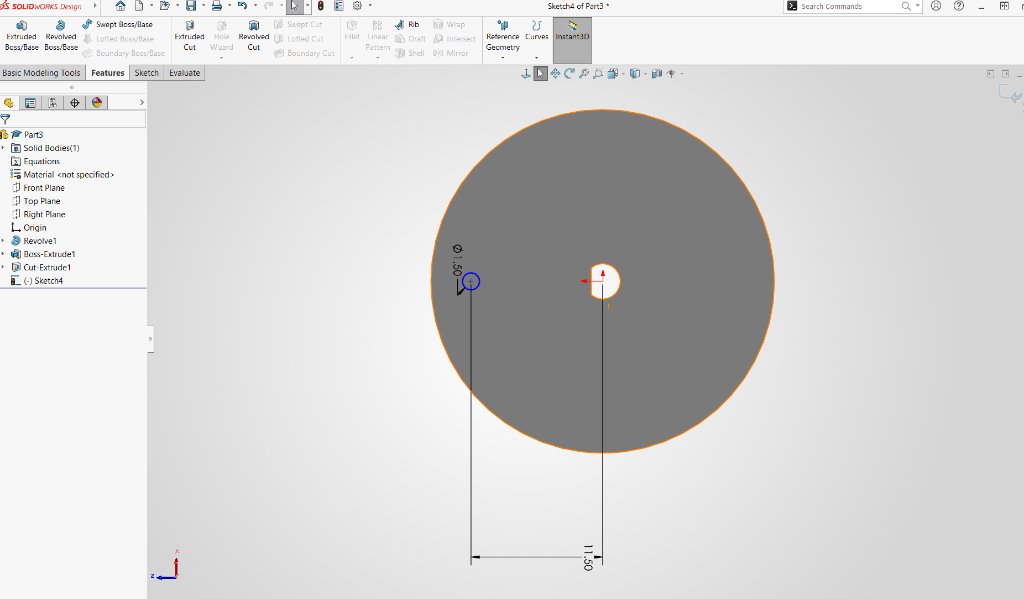 SOLIDWORKS Design
Sketch4 of Part3 *
Search Commands
Extruded Boss/Base
Revolved Boss/Base
Swept Boss/Base
Lofted Boss/Base
Boundary Boss/Base
Extruded Cut
Hole Wizard
Revolved Cut
Swept Cut
Lofted Cut
Boundary Cut
Fillet
Linear Pattern
Rib
Draft
Shell
Wrap
Intersect
Mirror
Reference Geometry
Curves
Instant3D
Basic Modeling Tools
Features
Sketch
Evaluate
Part3
Solid Bodies(1)
Equations
Material <not specified>
Front Plane
Top Plane
Right Plane
Origin
Revolve1
Boss-Extrude1
Cut-Extrude1
(-) Sketch4
Ø1.50
11.50
x
z